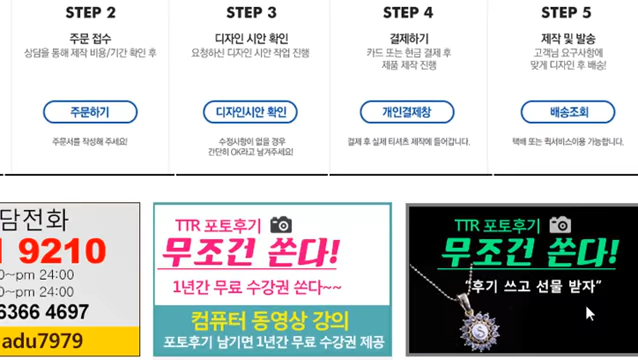 STEP 2
주문 접수
상담을 통해 제작 비용/기간 확인 후
주문하기
주문서를 작성해 주세요!
STEP 3
디자인 시안 확인
요청하신 디자인 시안 작업 진행
디자인시안 확인
수정사항이 없을 경우
간단히 OK라고 남겨주세요!
STEP 4
결제하기
카드 또는 현금 결제 후
제품 제작 진행
개인결제창
결제 후 실제 티셔츠 제작에 들어갑니다.
STEP 5
제작 및 발송
고객님 요구사항에
맞게 디자인 후 배송!
배송조회
택배 또는 퀵서비스이용 가능합니다.
담전화
9210
0~pm 24:00
0~pm 24:00
6366 4697
adu7979
TTR 포토후기
무조건 쏜다!
1년간 무료 수강권 쏜다~~
컴퓨터 동영상 강의
포토후기 남기면 1년간 무료 수강권 제공
TTR 포토후기
무조건 쏜다!
"후기 쓰고 선물 받자"